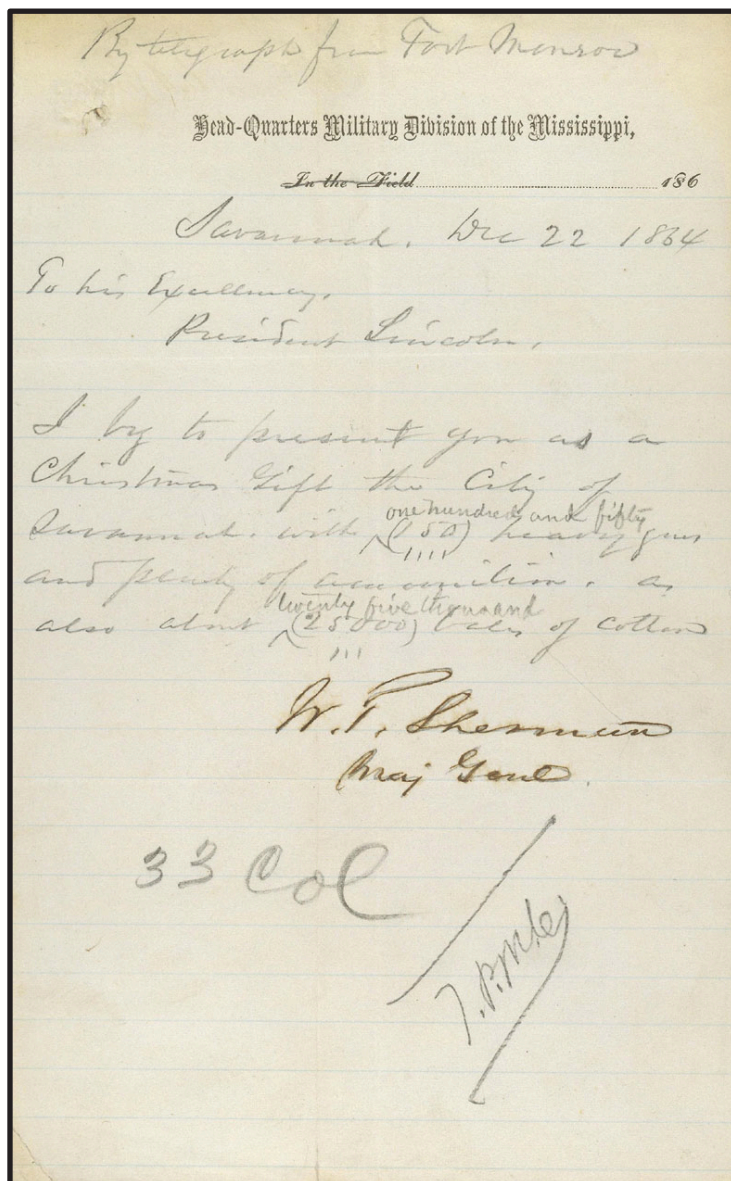 By telegraph from Fort Monroe
Head-Quarters Military Division of the Mississippi,
In the Field 186
Savannah. Dec 22 1864
To his Excellency,
President Lincoln.
I beg to present you as a
Christmas Gift the City of
one hundred and fifty
Savannah. with (150) heavy guns
and plenty of ammunition. as
twenty five thousand
also about (25000) bales of cotton
W. T. Sherman
Maj Genl.
33 Col